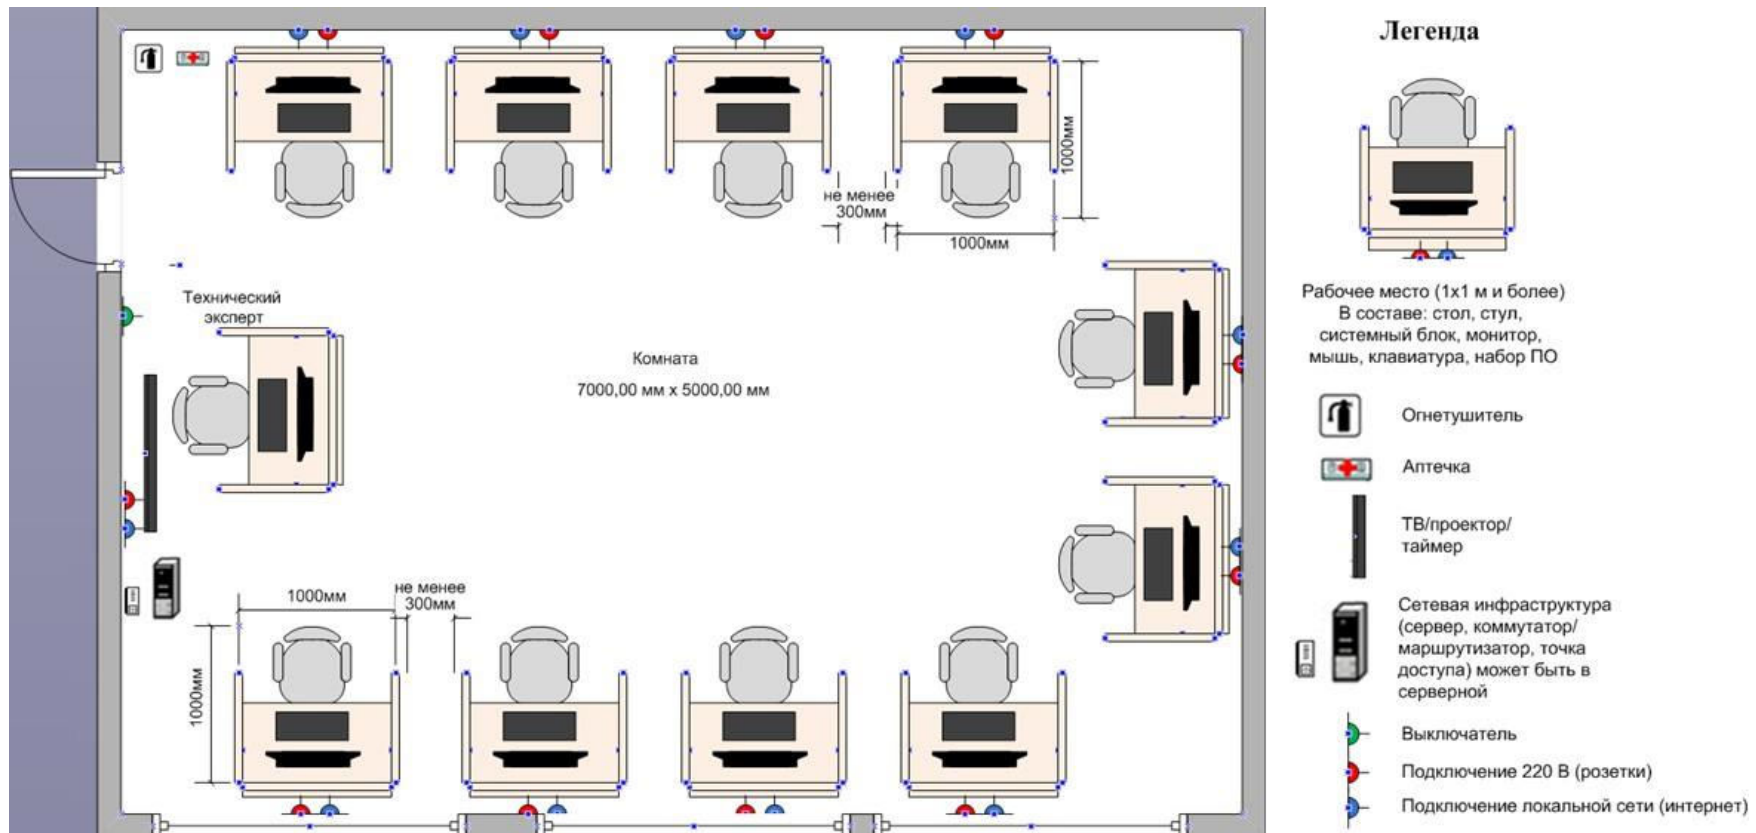 Легенда
не менее
300мм
1000мм
1000мм
Технический
эксперт
Комната
7000,00 мм x 5000,00 мм
1000мм
не менее
300мм
1000мм
Рабочее место (1x1 м и более)
В составе: стол, стул,
системный блок, монитор,
мышь, клавиатура, набор ПО
Огнетушитель
Аптечка
ТВ/проектор/
таймер
Сетевая инфраструктура
(сервер, коммутатор/
маршрутизатор, точка
доступа) может быть в
серверной
Выключатель
Подключение 220 В (розетки)
Подключение локальной сети (интернет)